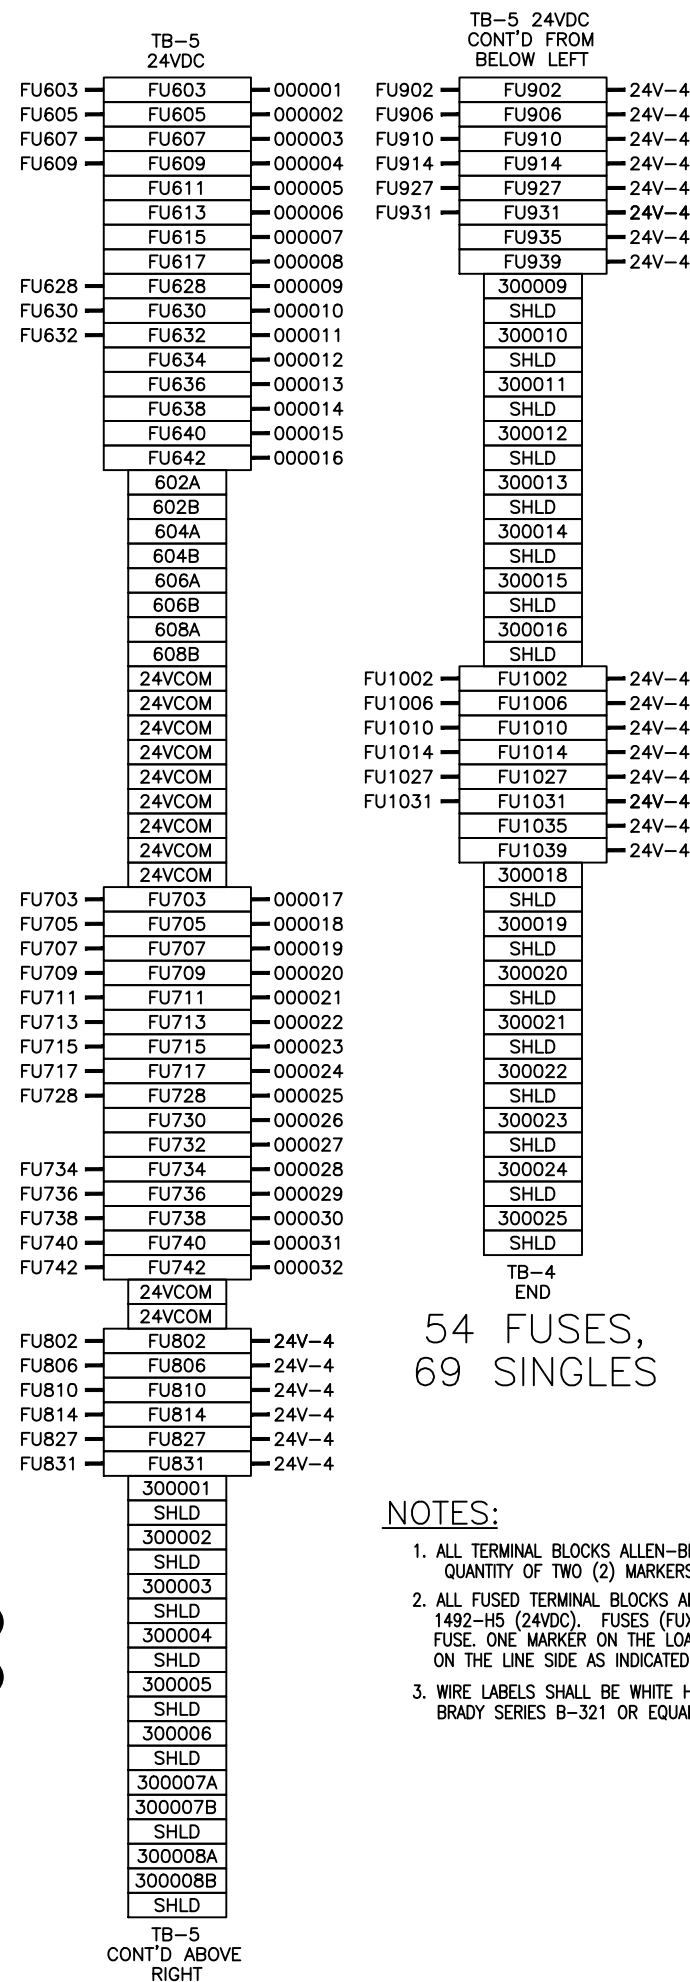 TB-5
24VDC
FU603 FU603 000001
FU605 FU605 000002
FU607 FU607 000003
FU609 FU609 000004
FU611 000005
FU613 000006
FU615 000007
FU617 000008
FU628 FU628 000009
FU630 FU630 000010
FU632 FU632 000011
FU634 000012
FU636 000013
FU638 000014
FU640 000015
FU642 000016
602A
602B
604A
604B
606A
606B
608A
608B
24VCOM
24VCOM
24VCOM
24VCOM
24VCOM
24VCOM
24VCOM
24VCOM
24VCOM
FU703 FU703 000017
FU705 FU705 000018
FU707 FU707 000019
FU709 FU709 000020
FU711 FU711 000021
FU713 FU713 000022
FU715 FU715 000023
FU717 FU717 000024
FU728 FU728 000025
FU730 000026
FU732 000027
FU734 FU734 000028
FU736 FU736 000029
FU738 FU738 000030
FU740 FU740 000031
FU742 FU742 000032
24VCOM
24VCOM
FU802 FU802 24V-4
FU806 FU806 24V-4
FU810 FU810 24V-4
FU814 FU814 24V-4
FU827 FU827 24V-4
FU831 FU831 24V-4
300001
SHLD
300002
SHLD
300003
SHLD
300004
SHLD
300005
SHLD
300006
SHLD
300007A
300007B
SHLD
300008A
300008B
SHLD
TB-5
CONT'D ABOVE
RIGHT
TB-5 24VDC
CONT'D FROM
BELOW LEFT
FU902 FU902 24V-4
FU906 FU906 24V-4
FU910 FU910 24V-4
FU914 FU914 24V-4
FU927 FU927 24V-4
FU931 FU931 24V-4
FU935 24V-4
FU939 24V-4
300009
SHLD
300010
SHLD
300011
SHLD
300012
SHLD
300013
SHLD
300014
SHLD
300015
SHLD
300016
SHLD
FU1002 FU1002 24V-4
FU1006 FU1006 24V-4
FU1010 FU1010 24V-4
FU1014 FU1014 24V-4
FU1027 FU1027 24V-4
FU1031 FU1031 24V-4
FU1035 24V-4
FU1039 24V-4
300018
SHLD
300019
SHLD
300020
SHLD
300021
SHLD
300022
SHLD
300023
SHLD
300024
SHLD
300025
SHLD
TB-4
END
54 FUSES,
69 SINGLES
NOTES:
1. ALL TERMINAL BLOCKS ALLEN-B
QUANTITY OF TWO (2) MARKERS
2. ALL FUSED TERMINAL BLOCKS A
1492-H5 (24VDC). FUSES (FU
FUSE. ONE MARKER ON THE LOA
ON THE LINE SIDE AS INDICATED
3. WIRE LABELS SHALL BE WHITE H
BRADY SERIES B-321 OR EQUA